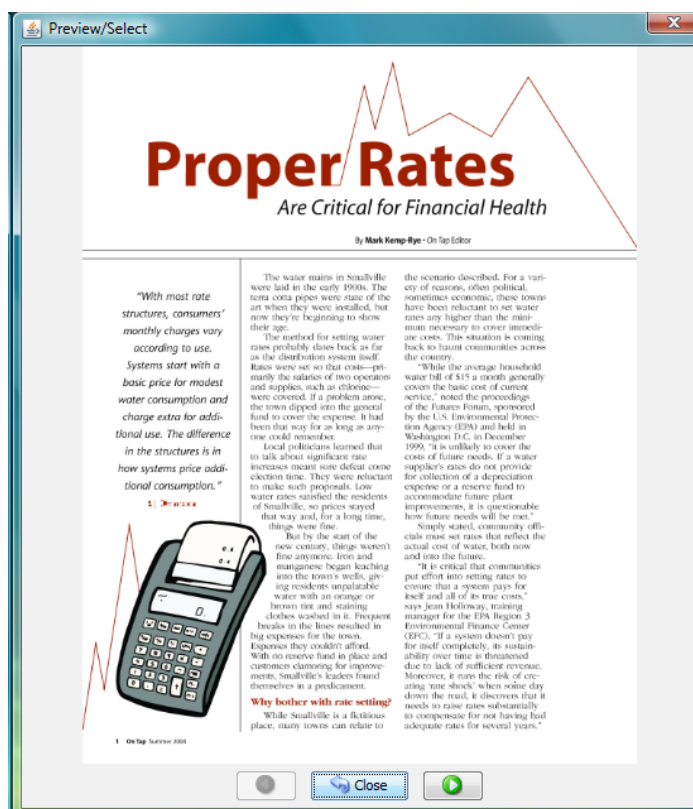 Preview/Select
Proper Rates
Are Critical for Financial Health
By Mark Kemp-Rye • On Tap Editor
"With most rate
structures, consumers'
monthly charges vary
according to use.
Systems start with a
basic price for modest
water consumption and
charge extra for addi-
tional use. The difference
in the structures is in
how systems price addi-
tional consumption."
The water mains in Smallville
were laid in the early 1900s. The
terra cotta pipes were state of the
art when they were installed, but
now they're beginning to show
their age.
The method for setting water
rates probably dates back as far
as the distribution system itself.
Rates were set so that costs—pri-
marily the salaries of two operators
and supplies, such as chlorine—
were covered. If a problem arose,
the town dipped into the general
fund to cover the expense. It had
been that way for as long as any-
one could remember.
Local politicians learned that
to talk about significant rate
increases meant sure defeat come
election time. They were reluctant
to make such proposals. Low
water rates satisfied the residents
of Smallville, so prices stayed
that way and, for a long time,
things were fine.
But by the start of the
new century, things weren't
fine anymore. Iron and
manganese began leaching
into the town's wells, giv-
ing residents unpalatable
water with an orange or
brown tint and staining
clothes washed in it. Frequent
breaks in the lines resulted in
big expenses for the town.
Expenses they couldn't afford.
With no reserve fund in place and
customers clamoring for improve-
ments, Smallville's leaders found
themselves in a predicament.
Why bother with rate setting?
While Smallville is a fictitious
place, many towns can relate to
the scenario described. For a vari-
ety of reasons, often political,
sometimes economic, these towns
have been reluctant to set water
rates any higher than the mini-
mum necessary to cover immedi-
ate costs. This situation is coming
back to haunt communities across
the country.
"While the average household
water bill of $15 a month generally
covers the basic cost of current
service," noted the proceedings
of the Futures Forum, sponsored
by the U.S. Environmental Protec-
tion Agency (EPA) and held in
Washington D.C. in December
1999, "it is unlikely to cover the
costs of future needs. If a water
supplier's rates do not provide
for collection of a depreciation
expense or a reserve fund to
accommodate future plant
improvements, it is questionable
how future needs will be met."
Simply stated, community offi-
cials must set rates that reflect the
actual cost of water, both now
and into the future.
"It is critical that communities
put effort into setting rates to
ensure that a system pays for
itself and all of its true costs,"
says Jean Holloway, training
manager for the EPA Region 3
Environmental Finance Center
(EFC). "If a system doesn't pay
for itself completely, its sustain-
ability over time is threatened
due to lack of sufficient revenue.
Moreover, it runs the risk of cre-
ating 'rate shock' when some day
down the road, it discovers that it
needs to raise rates substantially
to compensate for not having had
adequate rates for several years."
0.
On Tap Summer 2004
Close